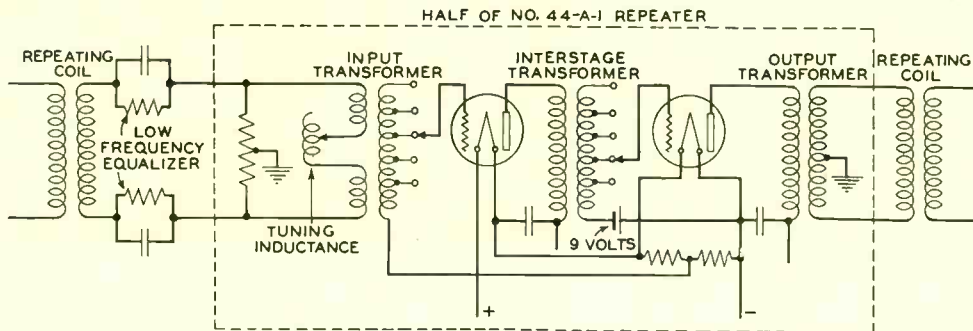 HALF OF NO. 44-A-1 REPEATER
REPEATING
COIL
INPUT
TRANSFORMER
INTERSTAGE
TRANSFORMER
OUTPUT
TRANSFORMER
REPEATING
COIL
LOW
FREQUENCY
EQUALIZER
TUNING
INDUCTANCE
9 VOLTS
+
−